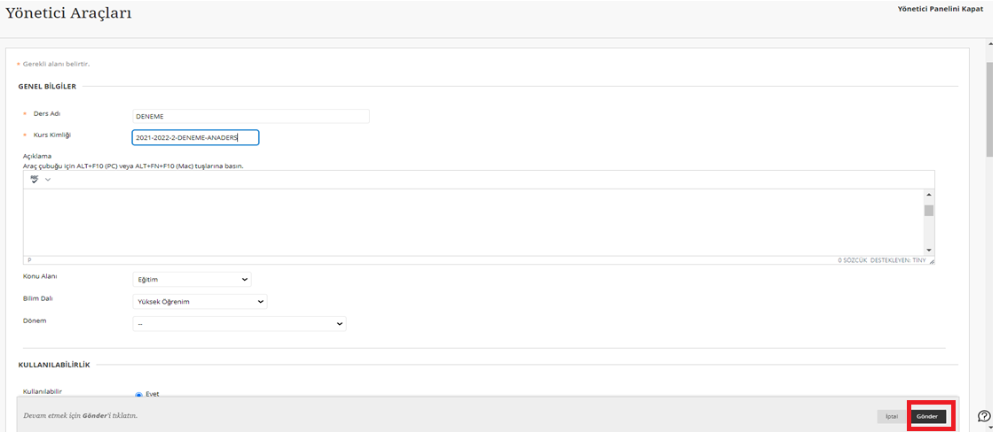 Yönetici Araçları
Yönetici Panelini Kapat
* Gerekli alanı belirtir.
GENEL BİLGİLER
* Ders Adı
DENEME
* Kurs Kimliği
2021-2022-2-DENEME-ANADERS
Açıklama
Araç çubuğu için ALT+F10 (PC) veya ALT+FN+F10 (Mac) tuşlarına basın.
ABC
P
0 SÖZCÜK DESTEKLEYEN: TİNY
Konu Alanı
Eğitim
Bilim Dalı
Yüksek Öğrenim
Dönem
--
KULLANILABİLİRLİK
Kullanılabilir
Evet
Devam etmek için Gönder'i tıklatın.
İptal
Gönder